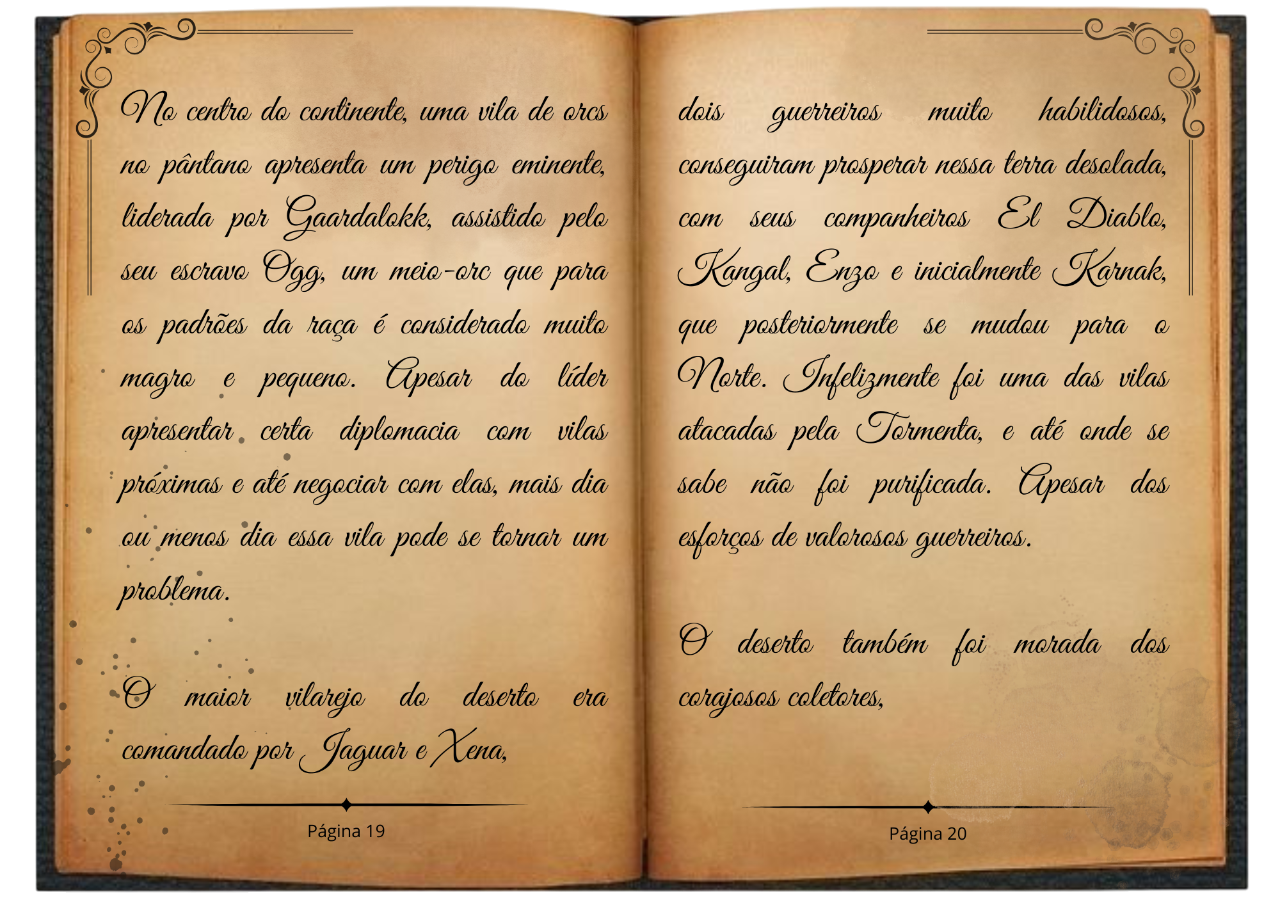 No centro do continente, uma vila de orcs
no pântano apresenta um perigo eminente,
liderada por Gaardalokk, assistido pelo
seu escravo Ogg, um meio-orc que para
os padrões da raça é considerado muito
magro e pequeno. Apesar do líder
apresentar certa diplomacia com vilas
próximas e até negociar com elas, mais dia
ou menos dia essa vila pode se tornar um
problema.
O maior vilarejo do deserto era
comandado por Jaguar e Xena,
Página 19
dois guerreiros muito habilidosos,
conseguiram prosperar nessa terra desolada,
com seus companheiros El Diablo,
Kangal, Enzo e inicialmente Karnak,
que posteriormente se mudou para o
Norte. Infelizmente foi uma das vilas
atacadas pela Tormenta, e até onde se
sabe não foi purificada. Apesar dos
esforços de valorosos guerreiros.
O deserto também foi morada dos
corajosos coletores,
Página 20